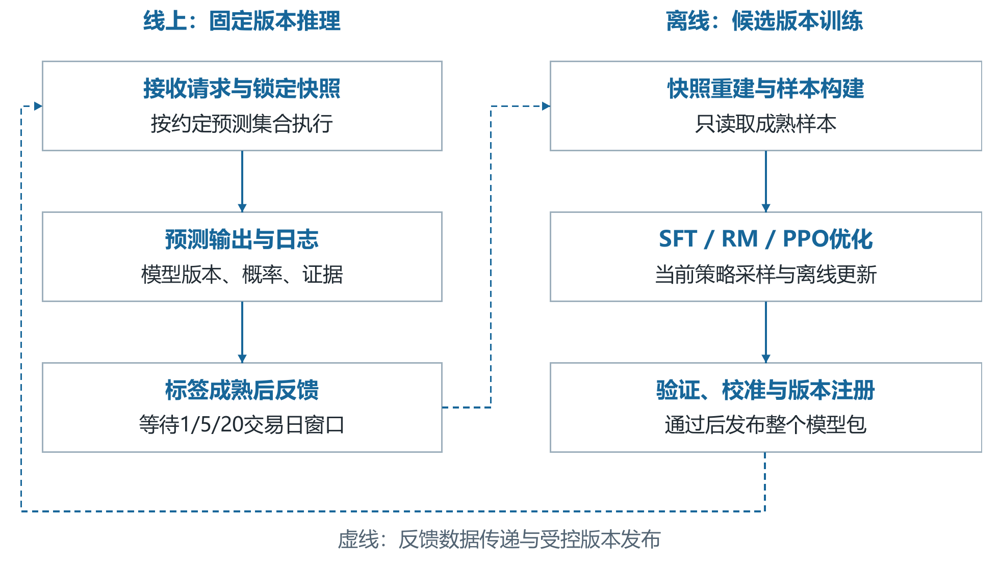 线上：固定版本推理
接收请求与锁定快照
按约定预测集合执行
预测输出与日志
模型版本、概率、证据
标签成熟后反馈
等待1/5/20交易日窗口
离线：候选版本训练
快照重建与样本构建
只读取成熟样本
SFT / RM / PPO优化
当前策略采样与离线更新
验证、校准与版本注册
通过后发布整个模型包
虚线：反馈数据传递与受控版本发布